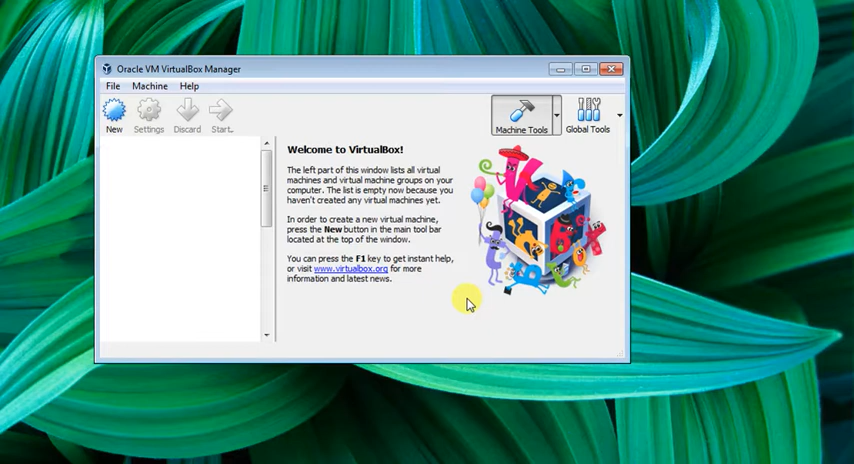 Oracle VM VirtualBox Manager
File Machine Help
New Settings Discard Start.. Machine Tools Global Tools
Welcome to VirtualBox!
The left part of this window lists all virtual
machines and virtual machine groups on your
computer. The list is empty now because you
haven't created any virtual machines yet.
In order to create a new virtual machine,
press the New button in the main tool bar
located at the top of the window.
You can press the F1 key to get instant help,
or visit www.virtualbox.org for more
information and latest news.